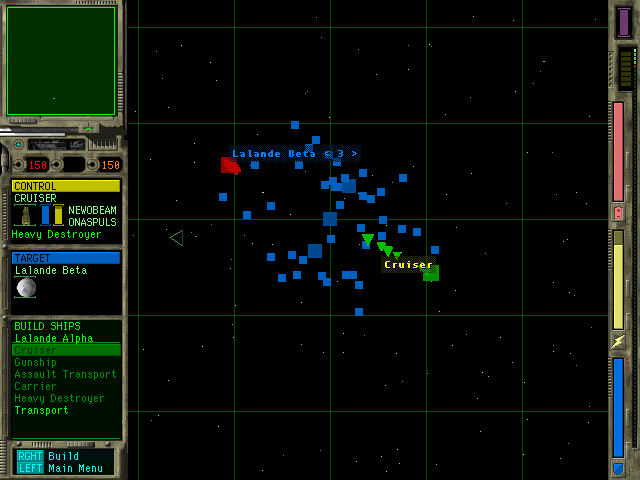 Lalande Beta < 3 >
150
150
CONTROL
CRUISER
NEWOBEAM
ONASPULS
Heavy Destroyer
TARGET
Lalande Beta
Cruiser
BUILD SHIPS
Lalande Alpha
Cruiser
Gunship
Assault Transport
Carrier
Heavy Destroyer
Transport
RGHT Build
LEFT Main Menu